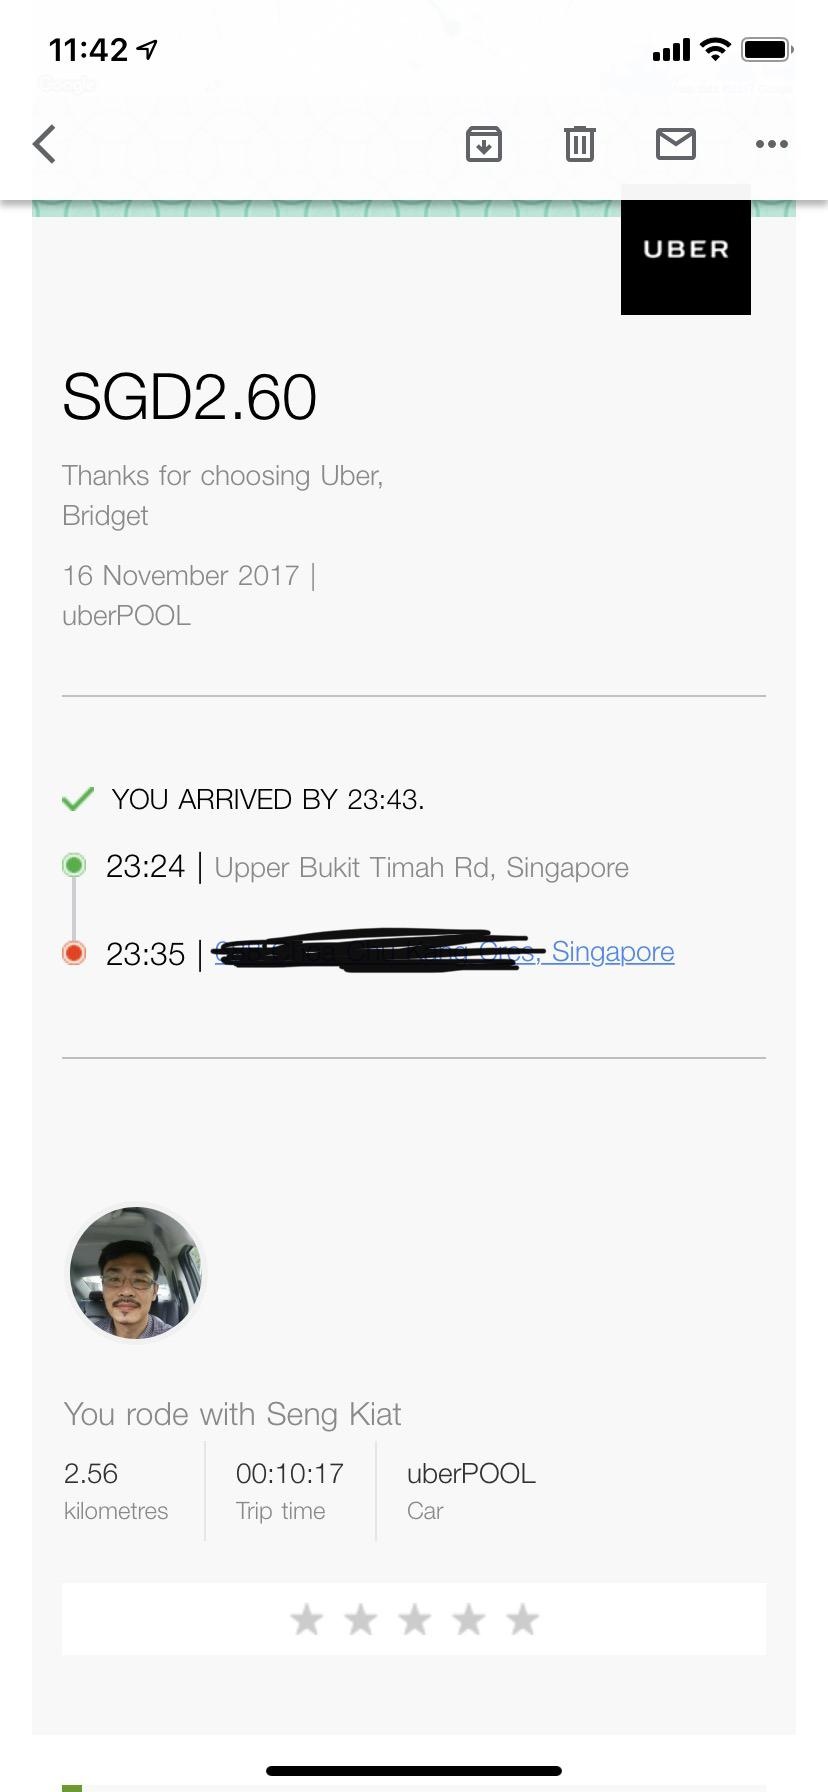 11:42
UBER
SGD2.60
Thanks for choosing Uber,
Bridget
16 November 2017 |
uberPOOL
YOU ARRIVED BY 23:43.
23:24 | Upper Bukit Timah Rd, Singapore
23:35 | Singapore
You rode with Seng Kiat
2.56 00:10:17 uberPOOL
kilometres Trip time Car